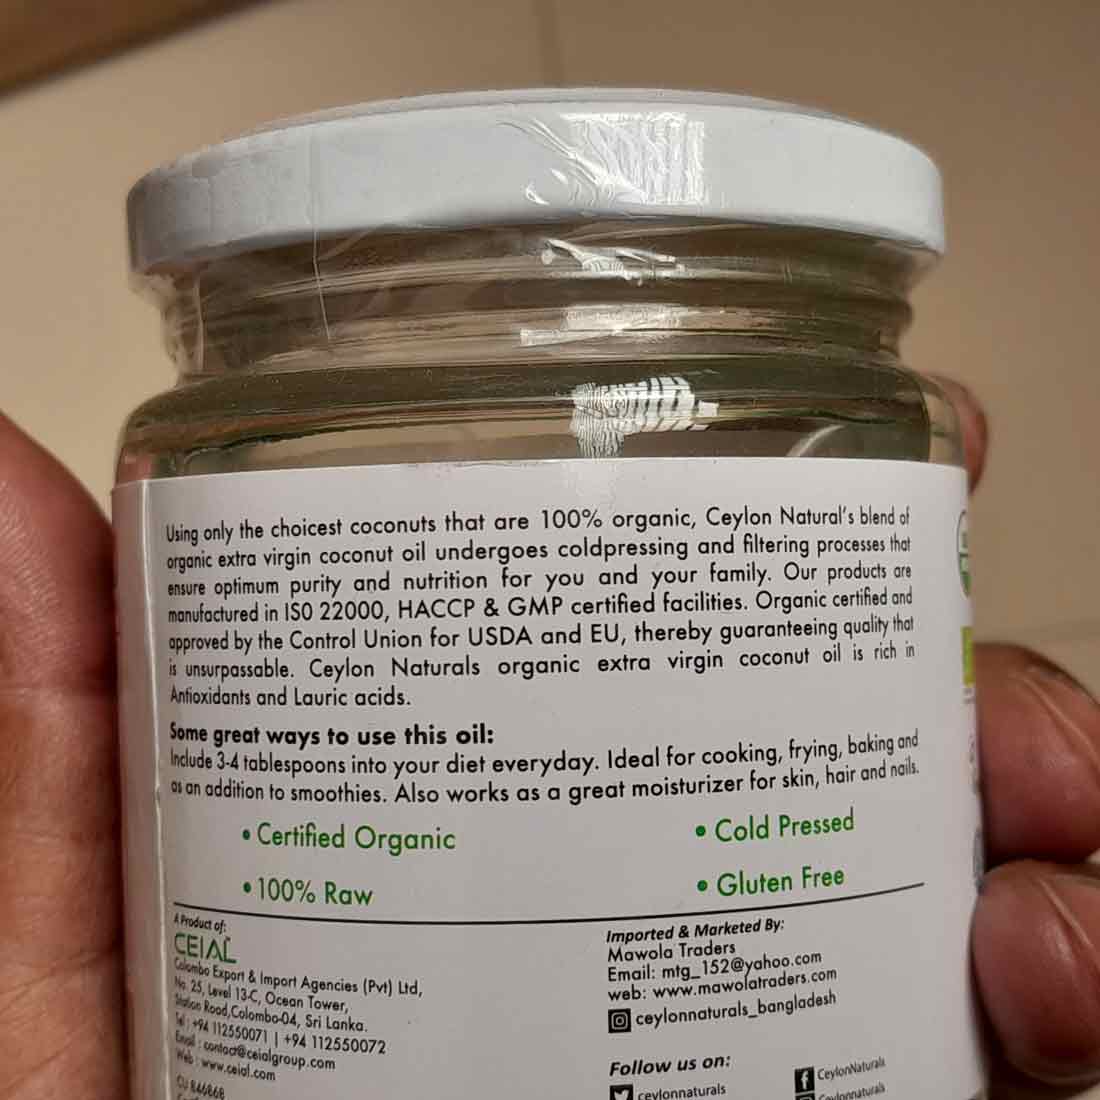 Using only the choicest coconuts that are 100% organic, Ceylon Natural's blend of
organic extra virgin coconut oil undergoes coldpressing and filtering processes that
ensure optimum purity and nutrition for you and your family. Our products are
manufactured in ISO 22000, HACCP & GMP certified facilities. Organic certified and
approved by the Control Union for USDA and EU, thereby guaranteeing quality that
is unsurpassable. Ceylon Naturals organic extra virgin coconut oil is rich in
Antioxidants and Lauric acids.
Some great ways to use this oil:
Include 3-4 tablespoons into your diet everyday. Ideal for cooking, frying, baking and
as an addition to smoothies. Also works as a great moisturizer for skin, hair and nails.
• Certified Organic
• Cold Pressed
• 100% Raw
• Gluten Free
A Product of:
CEIAL
Colombo Export & Import Agencies (Pvt) Ltd,
No. 25, Level 13-C, Ocean Tower,
Station Road,Colombo-04, Sri Lanka.
Tel : +94 112550071 | +94 112550072
Email : contact@ceialgroup.com
Web : www.ceial.com
CU 846868
Imported & Marketed By:
Mawola Traders
Email: mtg_152@yahoo.com
web: www.mawolatraders.com
ceylonnaturals_bangladesh
Follow us on:
ceylonnaturals
CeylonNaturals
Ceylonnaturals